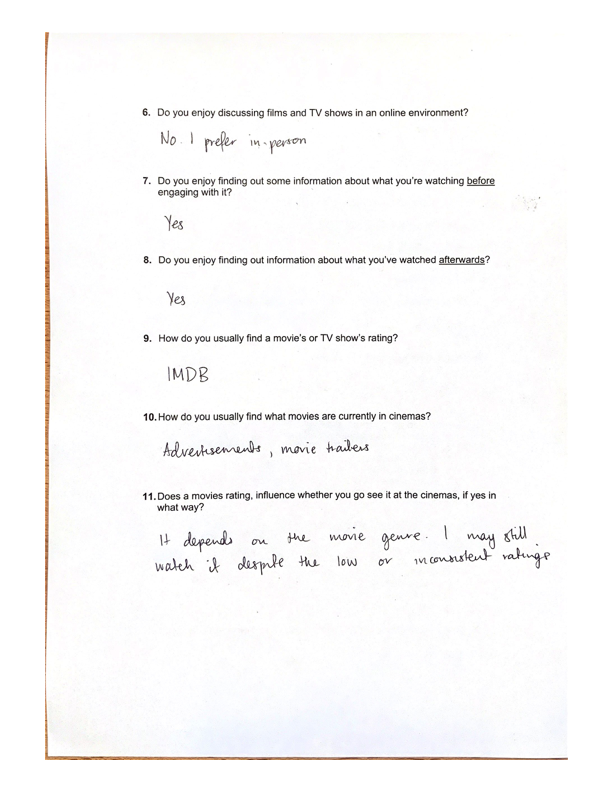 6. Do you enjoy discussing films and TV shows in an online environment?
No. I prefer in-person
7. Do you enjoy finding out some information about what you're watching before
engaging with it?
Yes
8. Do you enjoy finding out information about what you've watched afterwards?
Yes
9. How do you usually find a movie's or TV show's rating?
IMDB
10. How do you usually find what movies are currently in cinemas?
Advertisements, movie trailers
11. Does a movies rating, influence whether you go see it at the cinemas, if yes in
what way?
It depends on the movie genre. I may still
watch it despite the low or inconsistent ratings